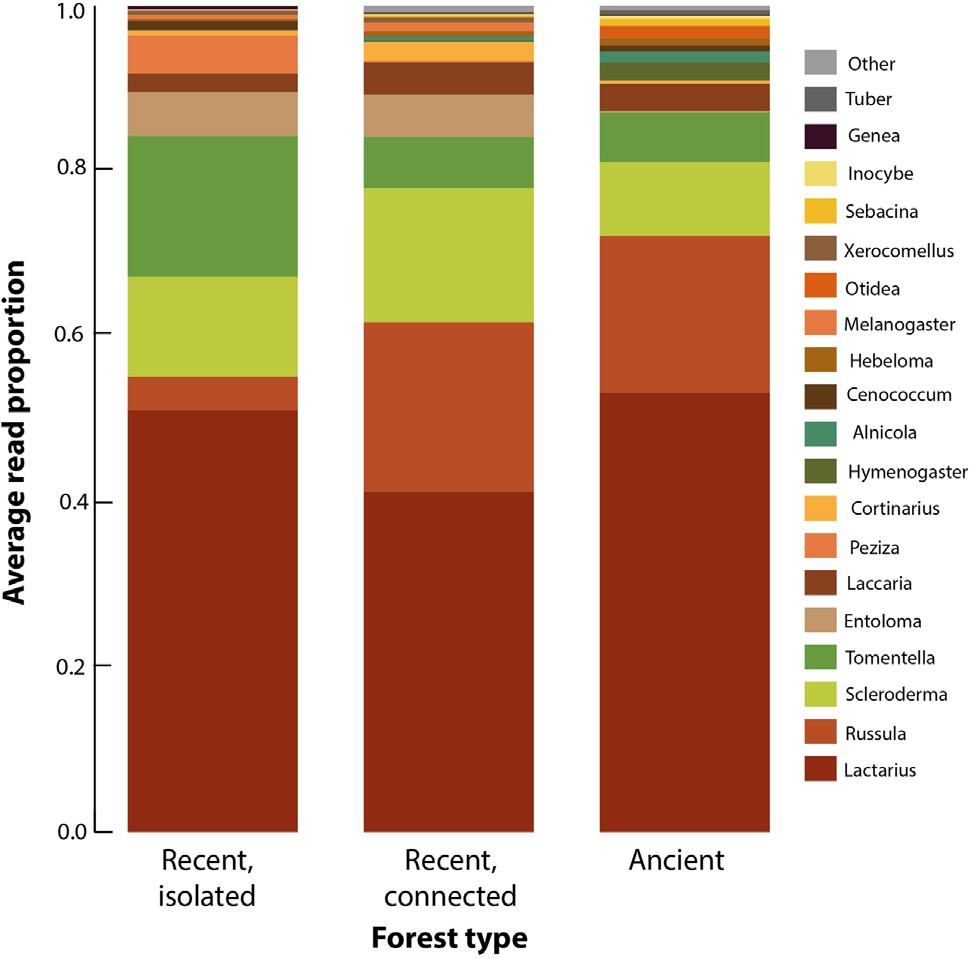 Average read proportion
1.0
0.8
0.6
0.4
0.2
0.0
Recent,
isolated
Recent,
connected
Ancient
Forest type
Other
Tuber
Genea
Inocybe
Sebacina
Xerocomellus
Otidea
Melanogaster
Hebeloma
Cenococcum
Alnicola
Hymenogaster
Cortinarius
Peziza
Laccaria
Entoloma
Tomentella
Scleroderma
Russula
Lactarius